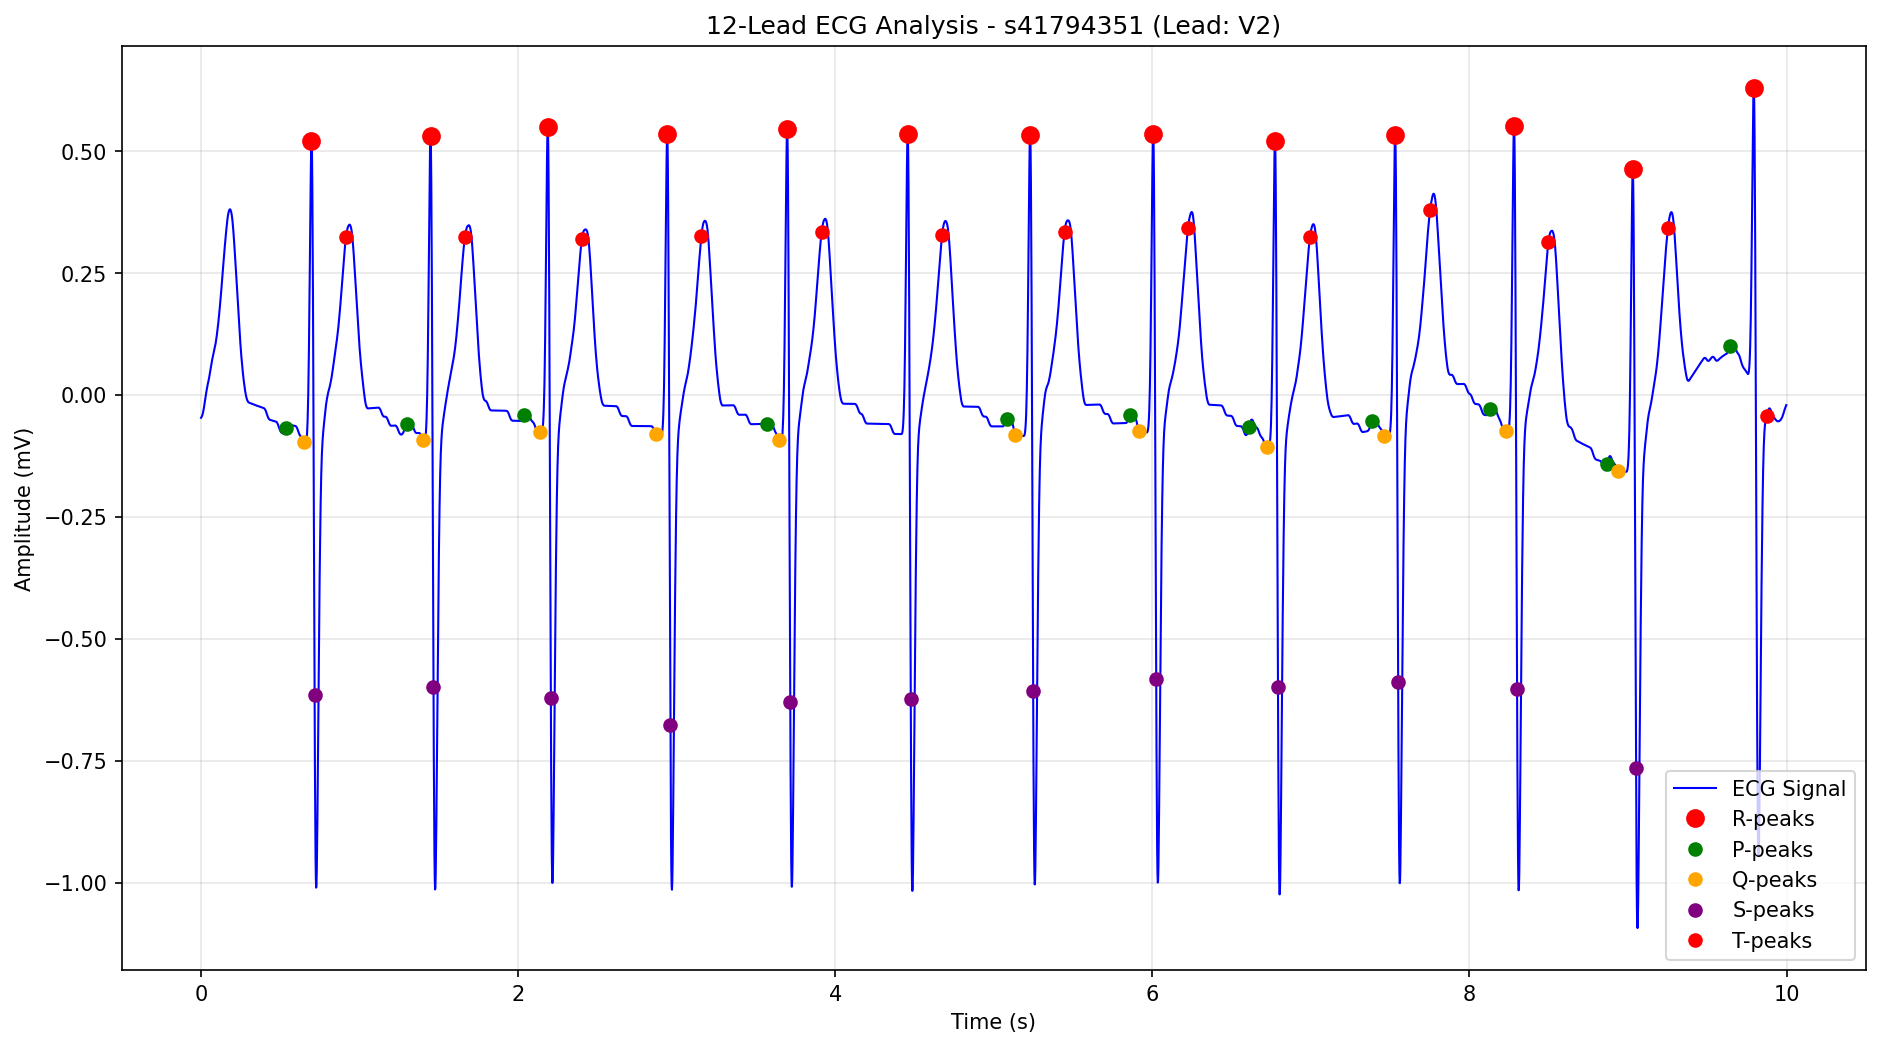 12-Lead ECG Analysis - s41794351 (Lead: V2)
Amplitude (mV)
0.50
0.25
0.00
−0.25
−0.50
−0.75
−1.00
0 2 4 6 8 10
Time (s)
ECG Signal
R-peaks
P-peaks
Q-peaks
S-peaks
T-peaks